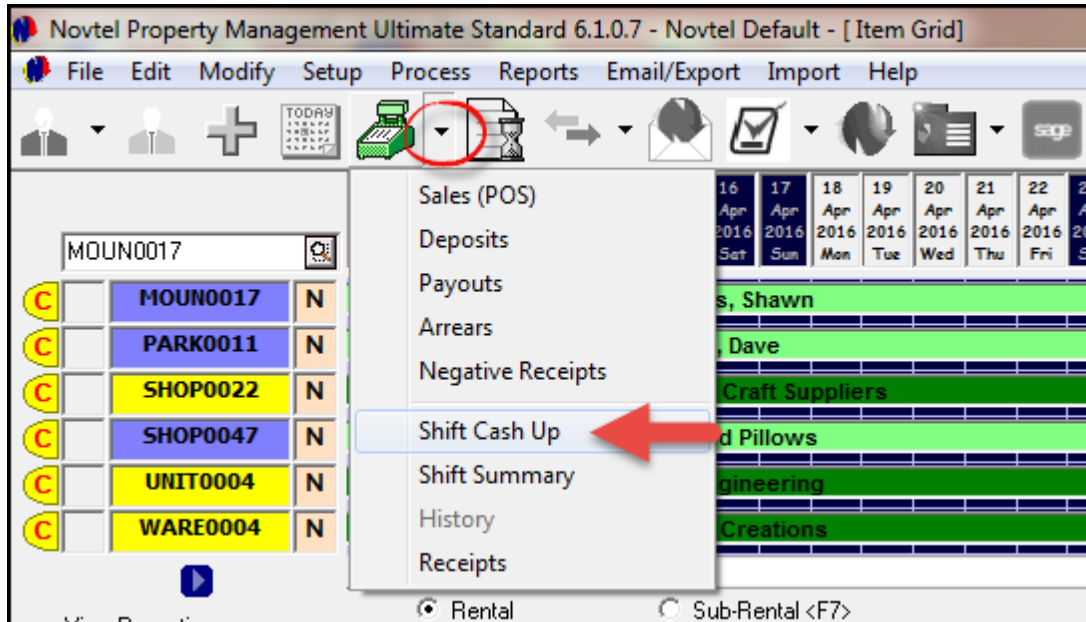 Novtel Property Management Ultimate Standard 6.1.0.7 - Novtel Default - [ Item Grid]
File Edit Modify Setup Process Reports Email/Export Import Help
TODAY
sage
Sales (POS)
Deposits
Payouts
Arrears
Negative Receipts
Shift Cash Up
Shift Summary
History
Receipts
16 17 18 19 20 21 22
Apr Apr Apr Apr Apr Apr Apr
2016 2016 2016 2016 2016 2016 2016
Sat Sun Mon Tue Wed Thu Fri
MOUN0017
C MOUN0017 N s, Shawn
C PARK0011 N , Dave
C SHOP0022 N Craft Suppliers
C SHOP0047 N d Pillows
C UNIT0004 N gineering
C WARE0004 N Creations
Rental Sub-Rental <F7>